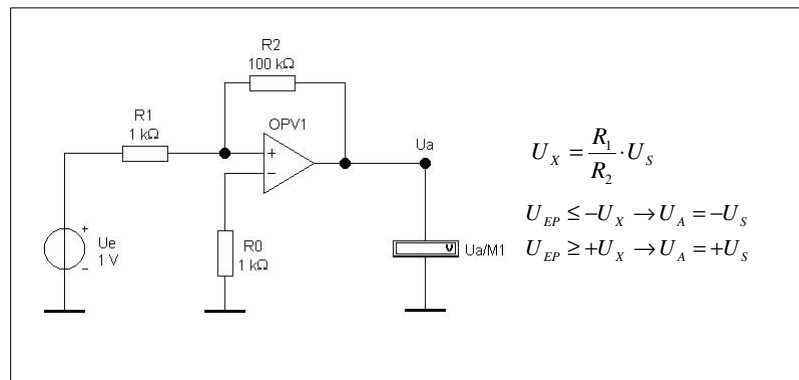 R2
100 kΩ
R1
1 kΩ
OPV1
Ua
+
−
Ue
1 V
+
−
R0
1 kΩ
V
Ua/M1
U_X = R_1/R_2 · U_S
U_EP ≤ −U_X → U_A = −U_S
U_EP ≥ +U_X → U_A = +U_S